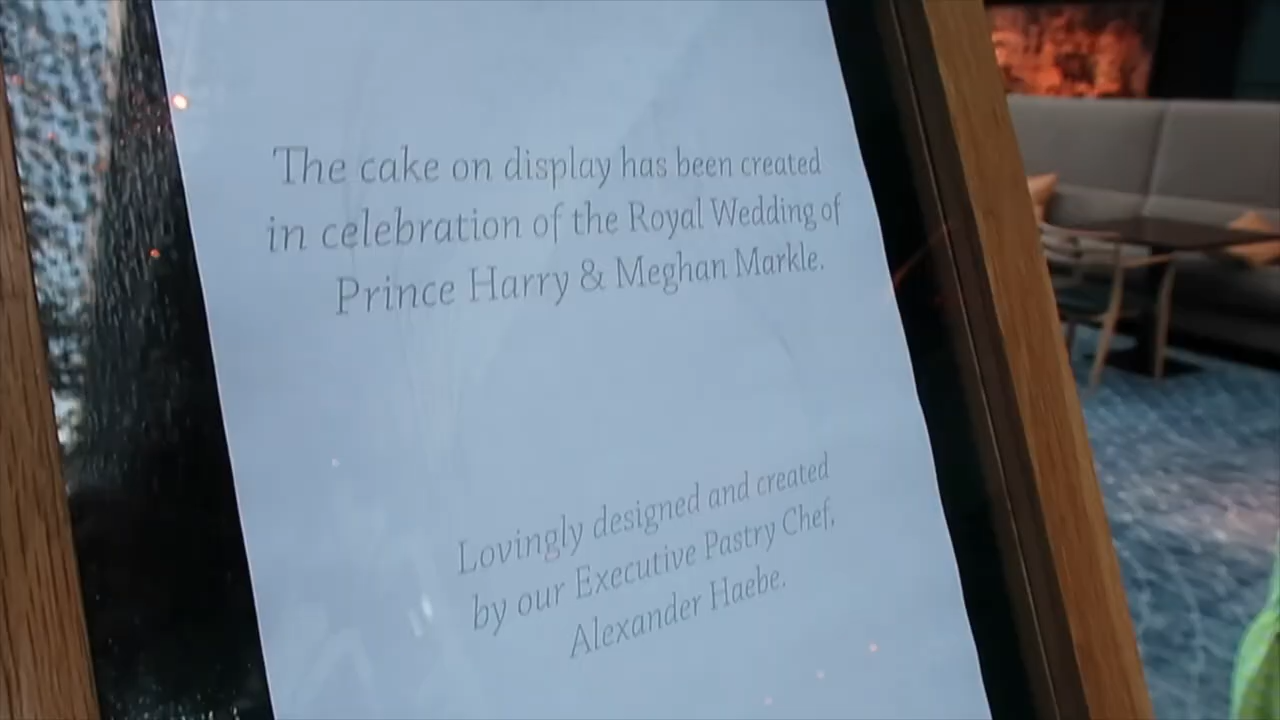 The cake on display has been created
in celebration of the Royal Wedding of
Prince Harry & Meghan Markle.
Lovingly designed and created
by our Executive Pastry Chef,
Alexander Haebe.